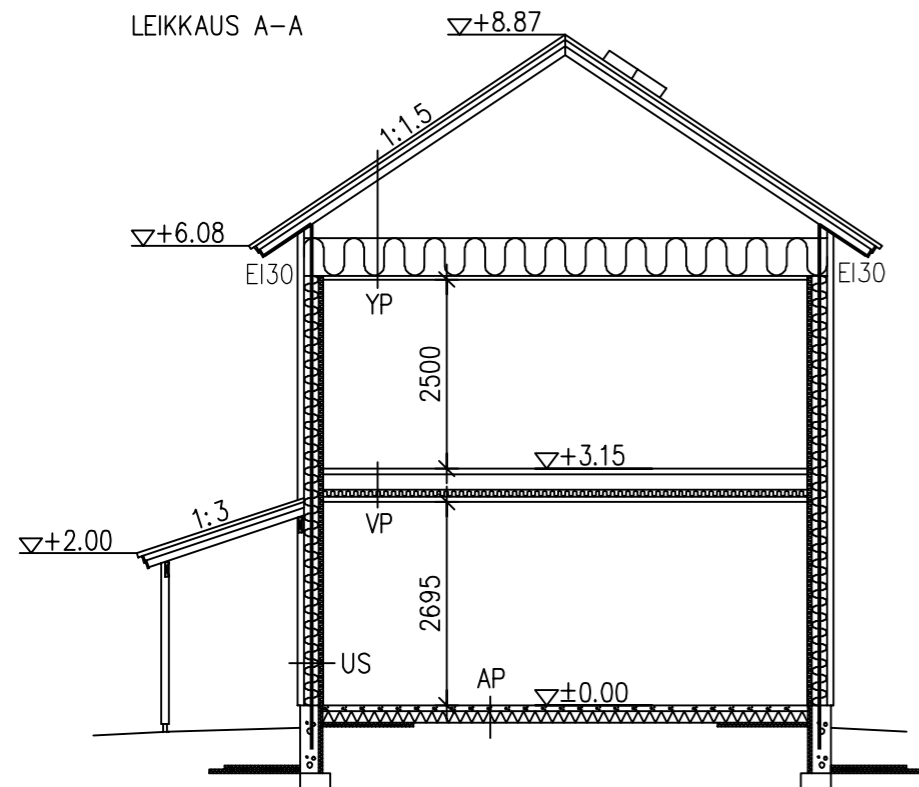 LEIKKAUS A-A
+8.87
1:1.5
+6.08
EI30
EI30
YP
2500
+3.15
VP
1:3
+2.00
2695
US
AP
±0.00